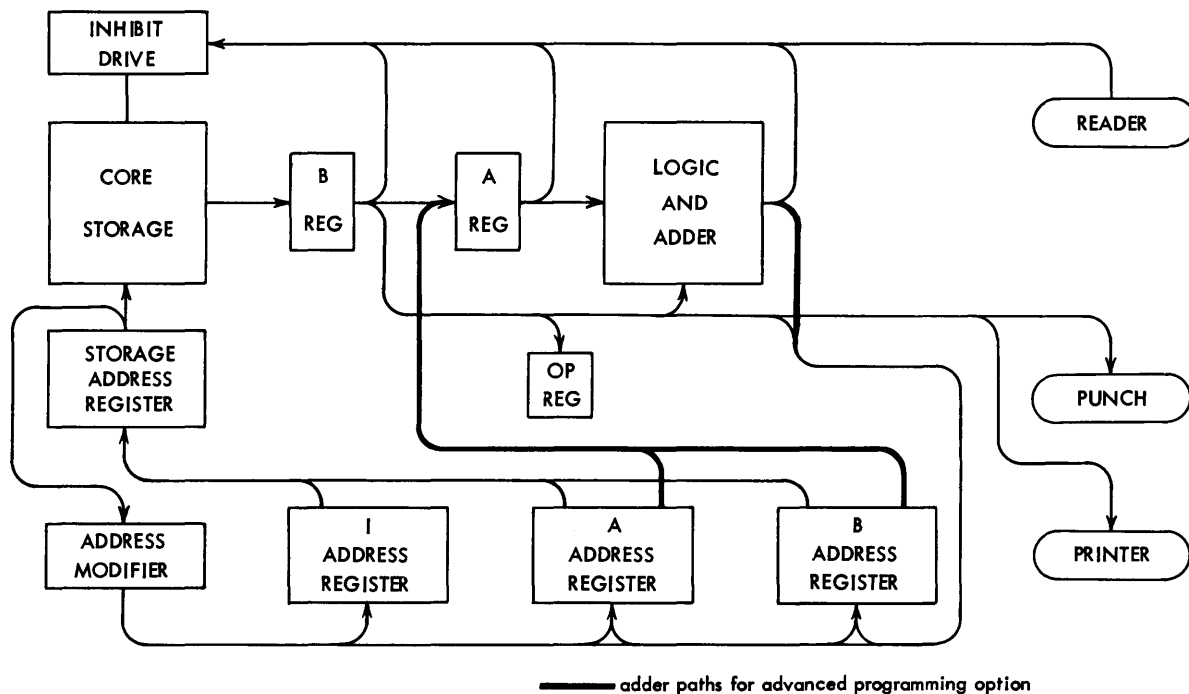 INHIBIT
DRIVE
READER
CORE
STORAGE
B
REG
A
REG
LOGIC
AND
ADDER
STORAGE
ADDRESS
REGISTER
OP
REG
PUNCH
ADDRESS
MODIFIER
I
ADDRESS
REGISTER
A
ADDRESS
REGISTER
B
ADDRESS
REGISTER
PRINTER
adder paths for advanced programming option